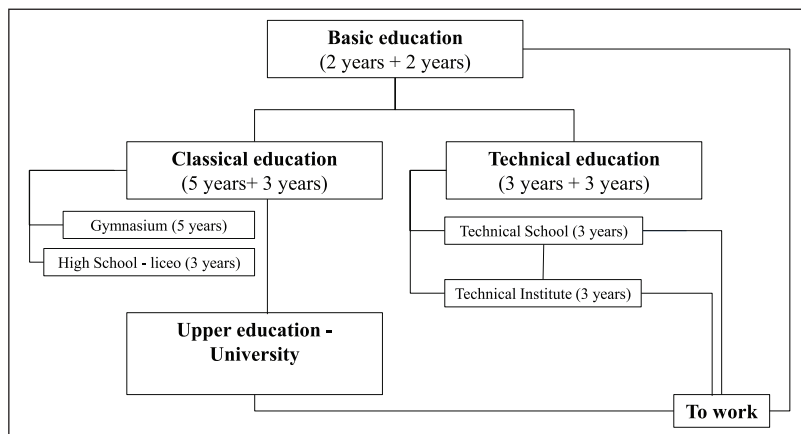 Basic education
(2 years + 2 years)
Classical education
(5 years+ 3 years)
Technical education
(3 years + 3 years)
Gymnasium (5 years)
High School - liceo (3 years)
Technical School (3 years)
Technical Institute (3 years)
Upper education -
University
To work